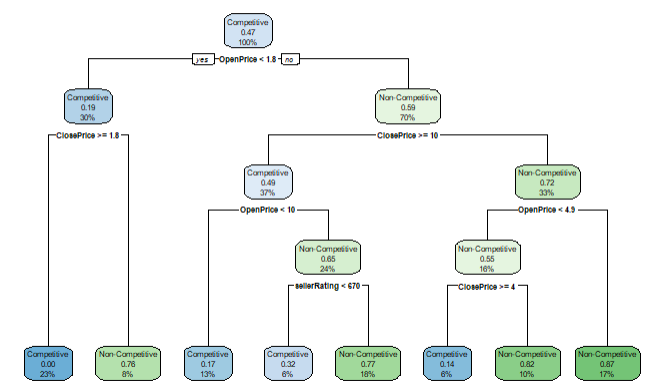 Competitive
0.47
100%
yes OpenPrice < 1.8 no
Competitive
0.19
30%
Non-Competitive
0.59
70%
ClosePrice >= 1.8
ClosePrice >= 10
Competitive
0.49
37%
Non-Competitive
0.72
33%
OpenPrice < 10
OpenPrice < 4.9
Non-Competitive
0.65
24%
Non-Competitive
0.55
16%
sellerRating < 670
ClosePrice >= 4
Competitive
0.00
23%
Non-Competitive
0.76
8%
Competitive
0.17
13%
Competitive
0.32
6%
Non-Competitive
0.77
18%
Competitive
0.14
6%
Non-Competitive
0.82
10%
Non-Competitive
0.87
17%